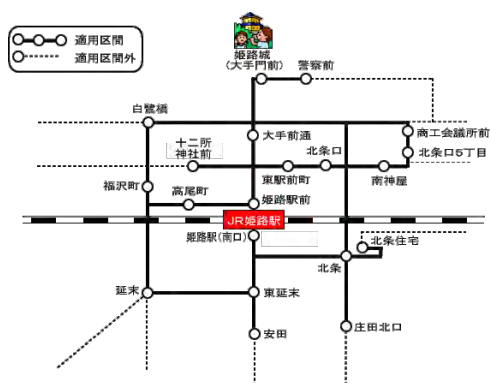 適用区間
適用区間外
姫路城
(大手門前)
警察前
白鷺橋
商工会議所前
大手前通
十二所
神社前
北条口
北条口5丁目
東駅前町
南神屋
福沢町
高尾町
姫路駅前
JR姫路駅
姫路駅(南口)
北条住宅
北条
延末
東延末
安田
庄田北口